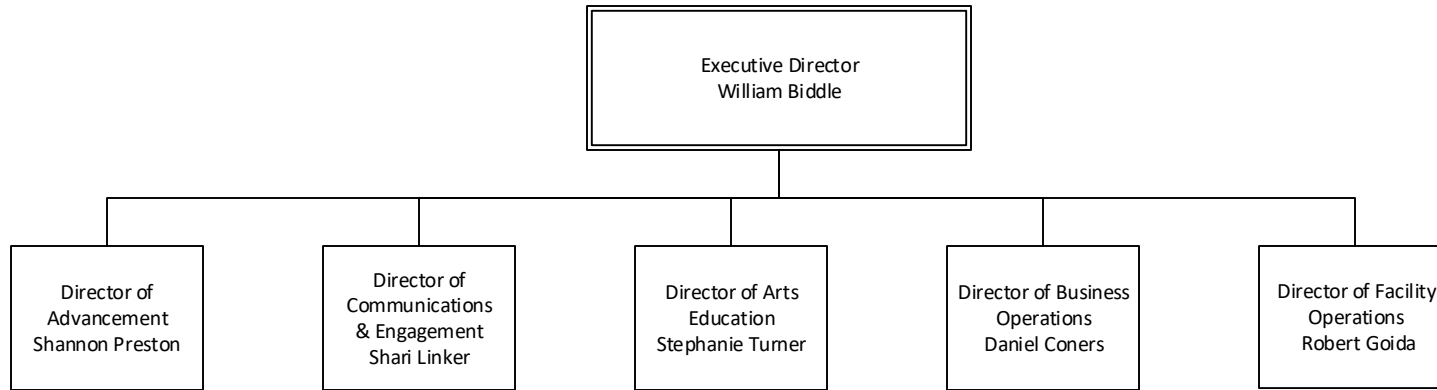 Executive Director
William Biddle
Director of
Advancement
Shannon Preston
Director of
Communications
& Engagement
Shari Linker
Director of Arts
Education
Stephanie Turner
Director of Business
Operations
Daniel Coners
Director of Facility
Operations
Robert Goida